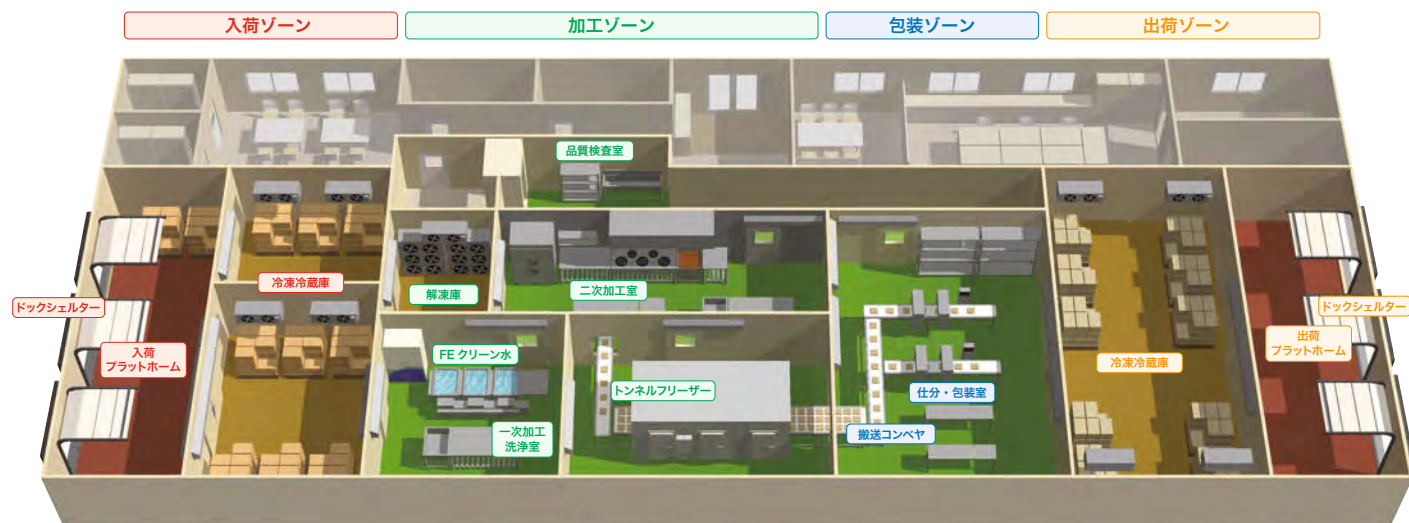 入荷ゾーン
加工ゾーン
包装ゾーン
出荷ゾーン
品質検査室
冷凍冷蔵庫
解凍庫
二次加工室
ドックシェルター
ドックシェルター
入荷
プラットホーム
出荷
プラットホーム
FE クリーン水
冷凍冷蔵庫
トンネルフリーザー
仕分・包装室
一次加工
洗浄室
搬送コンベヤ